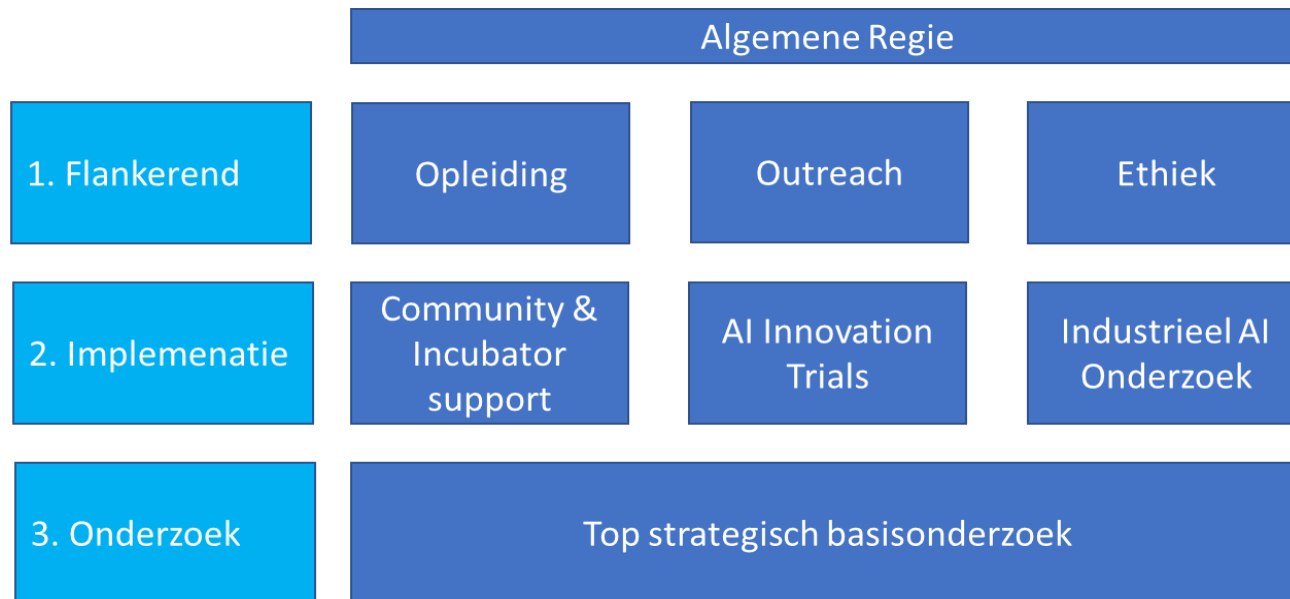 Algemene Regie
1. Flankerend
Opleiding
Outreach
Ethiek
2. Implemenatie
Community &
Incubator
support
AI Innovation
Trials
Industrieel AI
Onderzoek
3. Onderzoek
Top strategisch basisonderzoek